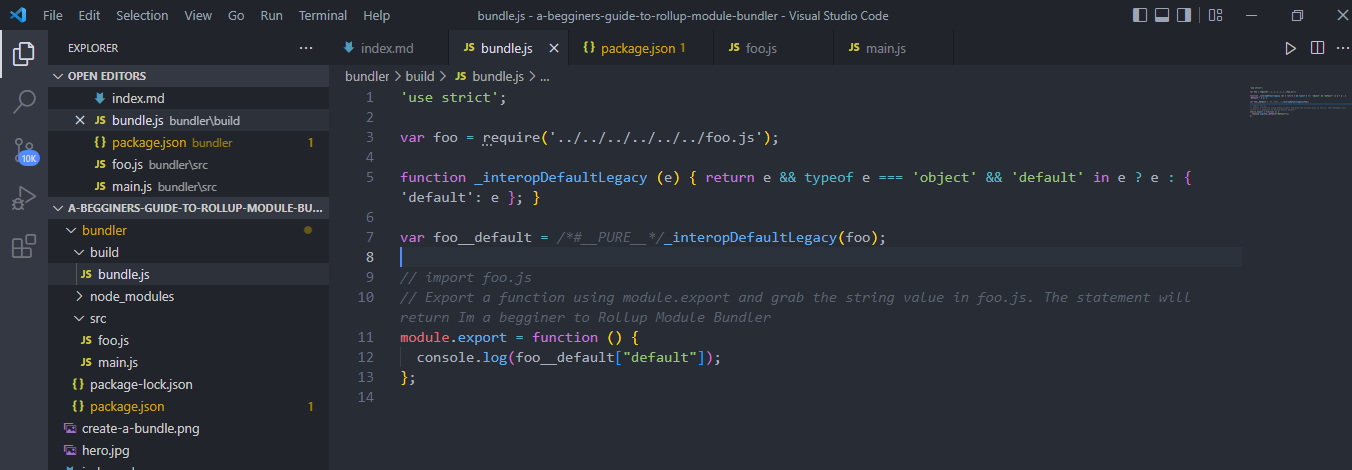 File Edit Selection View Go Run Terminal Help
bundle.js - a-begginers-guide-to-rollup-module-bundler - Visual Studio Code
EXPLORER
OPEN EDITORS
index.md
JS bundle.js bundler\build
{} package.json bundler 1
JS foo.js bundler\src
JS main.js bundler\src
10K
A-BEGGINERS-GUIDE-TO-ROLLUP-MODULE-BU...
bundler
build
JS bundle.js
node_modules
src
JS foo.js
JS main.js
{} package-lock.json
{} package.json 1
create-a-bundle.png
hero.jpg
index.md JS bundle.js {} package.json 1 JS foo.js JS main.js
bundler > build > JS bundle.js > ...
1 'use strict';
2
3 var foo = require('../../../../../../foo.js');
4
5 function _interopDefaultLegacy (e) { return e && typeof e === 'object' && 'default' in e ? e : {
'default': e }; }
6
7 var foo__default = /*#__PURE__*/_interopDefaultLegacy(foo);
8
9 // import foo.js
10 // Export a function using module.export and grab the string value in foo.js. The statement will
return Im a begginer to Rollup Module Bundler
11 module.export = function () {
12 console.log(foo__default["default"]);
13 };
14